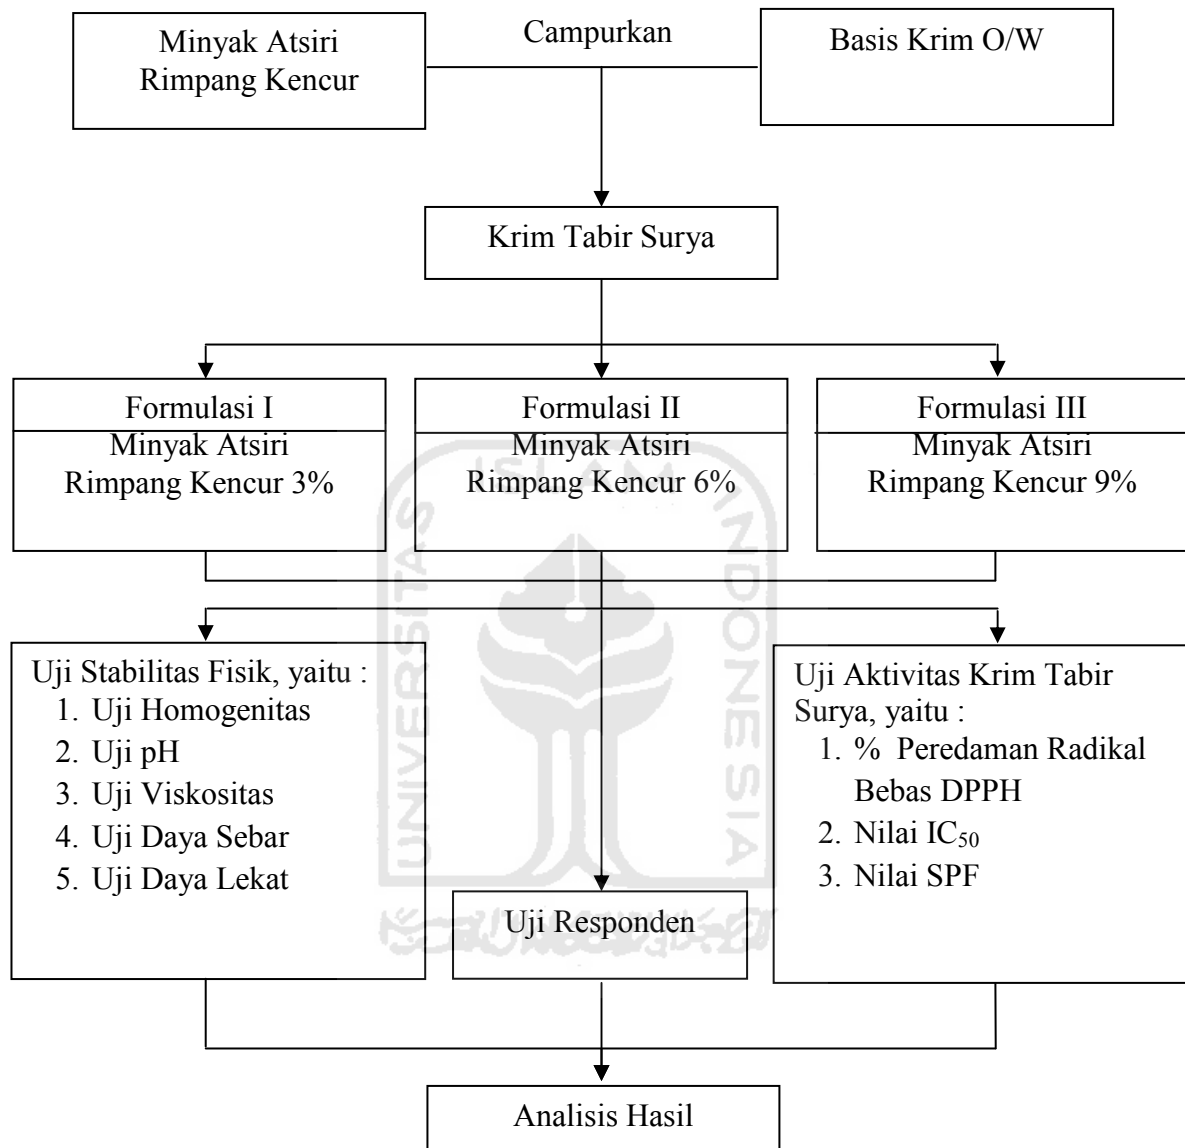 Minyak Atsiri
Rimpang Kencur
Campurkan
Basis Krim O/W
Krim Tabir Surya
Formulasi I
Minyak Atsiri
Rimpang Kencur 3%
Formulasi II
Minyak Atsiri
Rimpang Kencur 6%
Formulasi III
Minyak Atsiri
Rimpang Kencur 9%
Uji Stabilitas Fisik, yaitu :
1. Uji Homogenitas
2. Uji pH
3. Uji Viskositas
4. Uji Daya Sebar
5. Uji Daya Lekat
Uji Responden
Uji Aktivitas Krim Tabir
Surya, yaitu :
1. % Peredaman Radikal
Bebas DPPH
2. Nilai IC₅₀
3. Nilai SPF
Analisis Hasil
UNIVERSITAS
ISLAM
INDONESIA